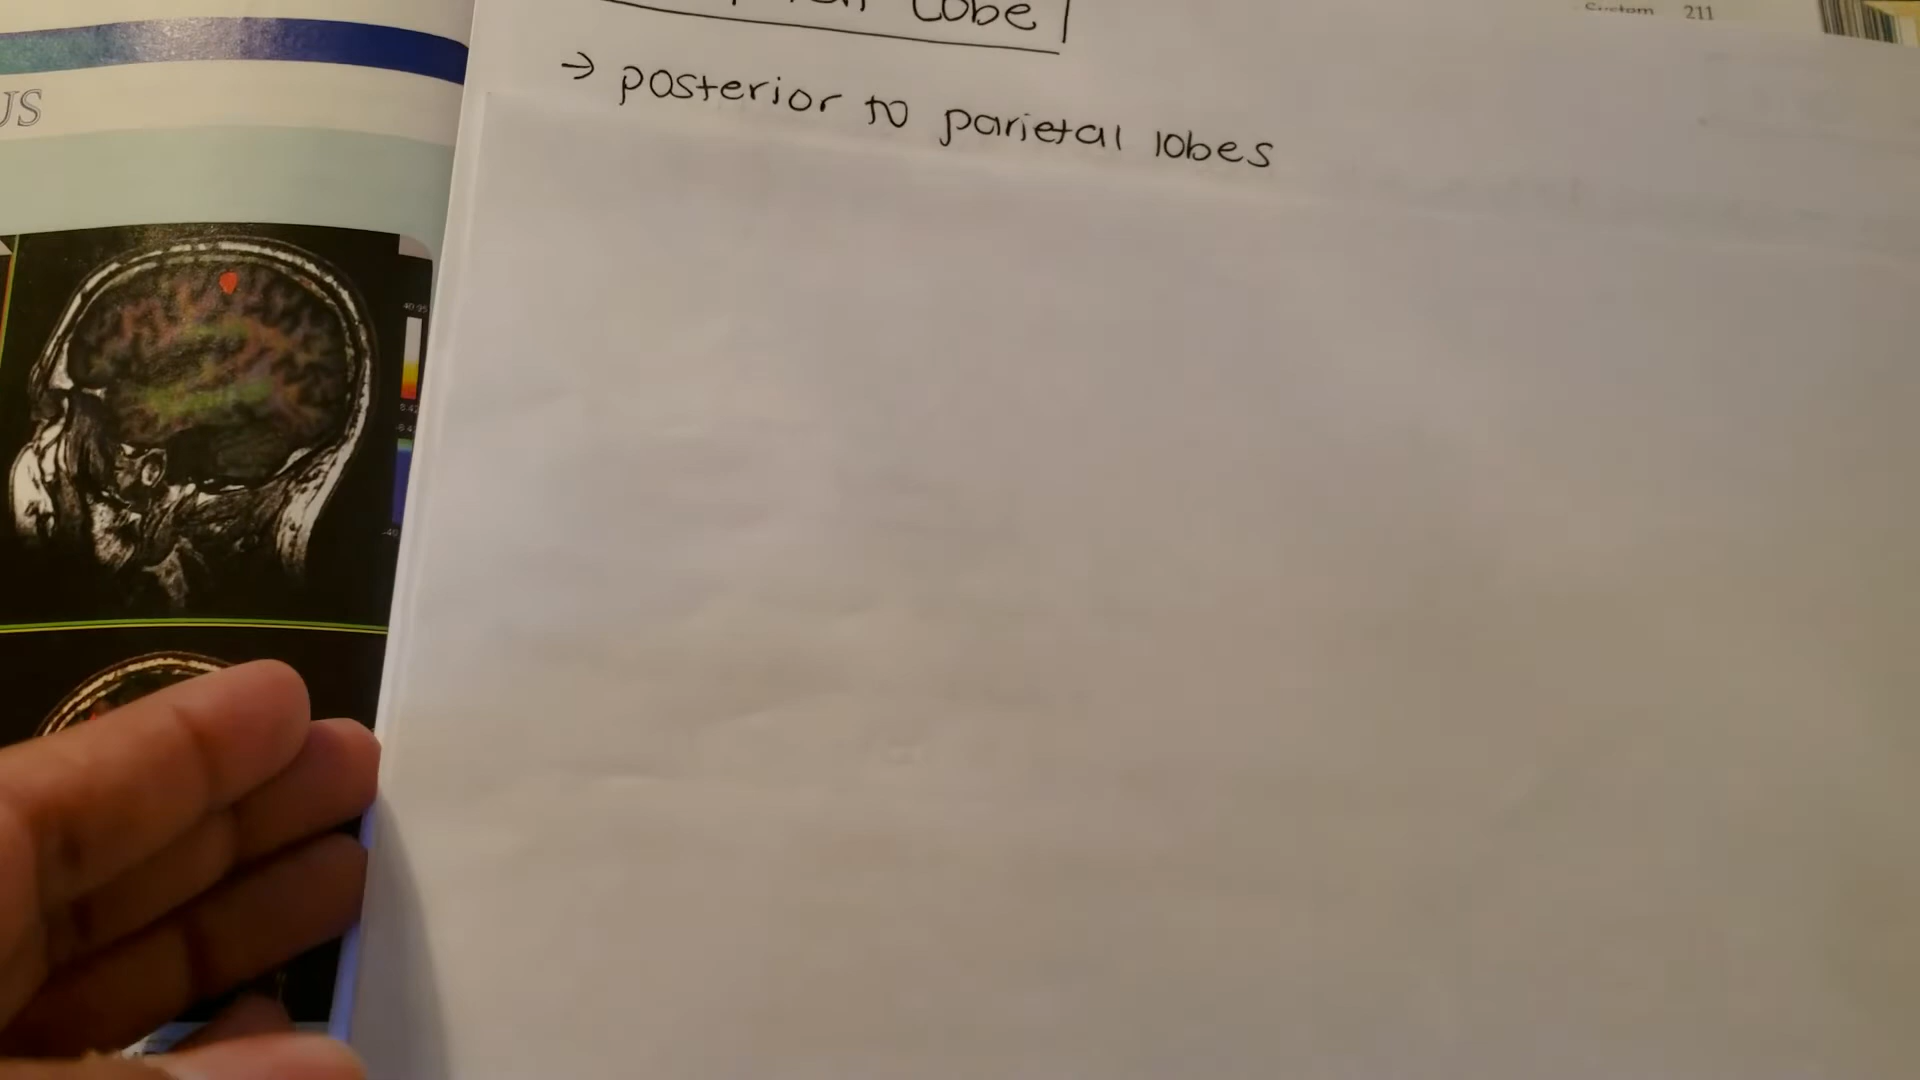 Lobe
→ posterior to parietal lobes
211
US